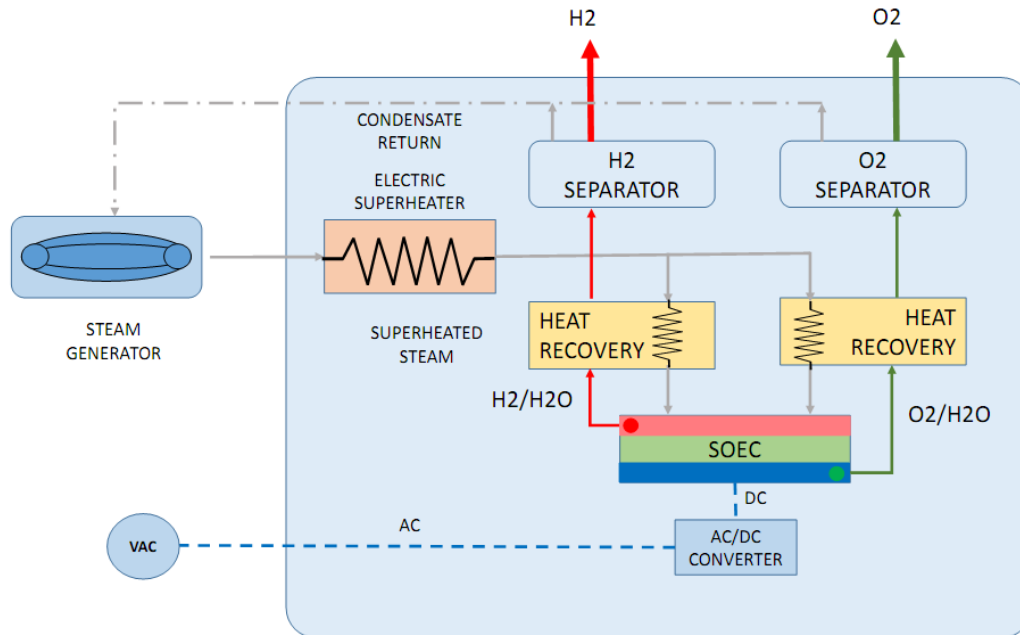 H2
O2
CONDENSATE
RETURN
H2
SEPARATOR
O2
SEPARATOR
ELECTRIC
SUPERHEATER
STEAM
GENERATOR
SUPERHEATED
STEAM
HEAT
RECOVERY
HEAT
RECOVERY
H2/H2O
O2/H2O
SOEC
DC
AC
VAC
AC/DC
CONVERTER